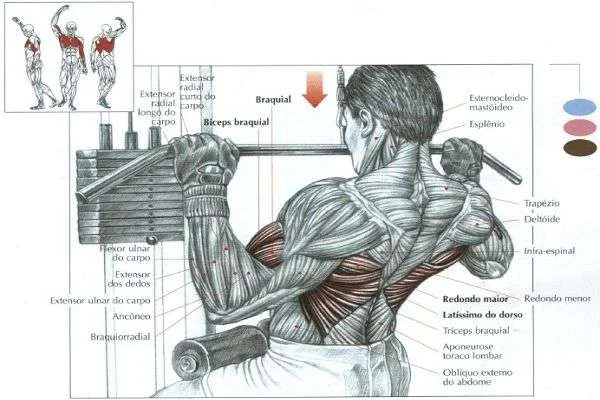 Extensor
radial
curto do
carpo
Extensor
radial
longo do
carpo
Braquial
Bíceps braquial
Esternocleido-
mastóideo
Esplênio
Trapézio
Deltóide
Infra-espinal
Redondo menor
Redondo maior
Latíssimo do dorso
Tríceps braquial
Aponeurose
toraco lombar
Oblíquo externo
do abdome
Flexor ulnar
do carpo
Extensor
dos dedos
Extensor ulnar do carpo
Ancôneo
Braquiorradial